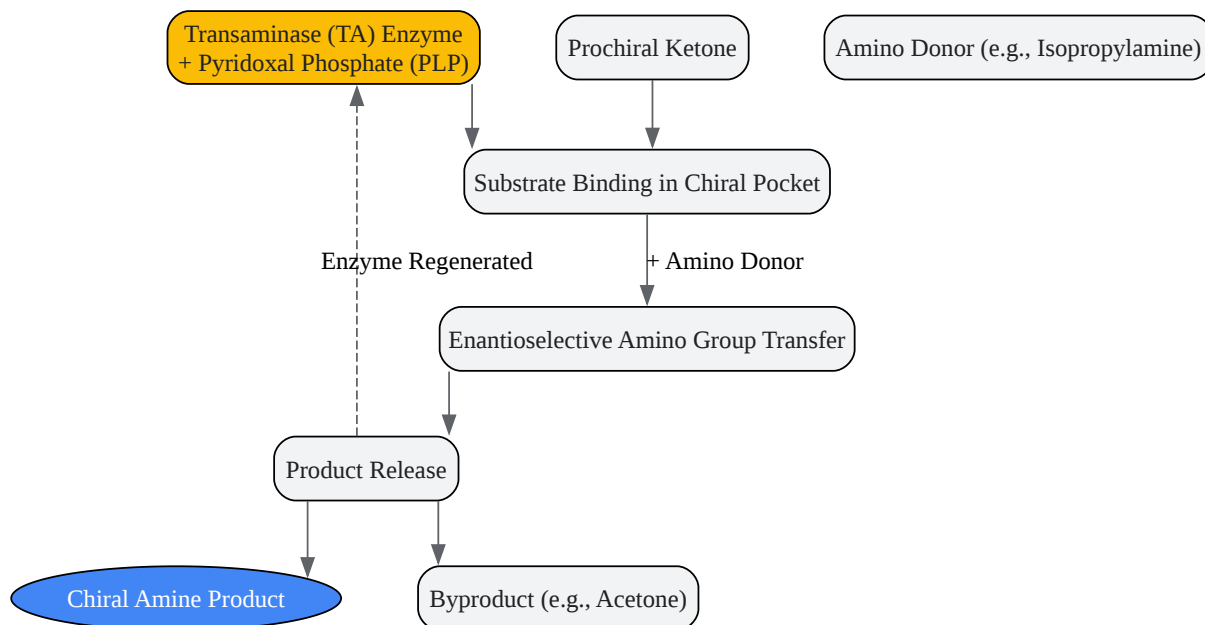 Transaminase (TA) Enzyme
+ Pyridoxal Phosphate (PLP)
Prochiral Ketone
Amino Donor (e.g., Isopropylamine)
Substrate Binding in Chiral Pocket
Enzyme Regenerated
+ Amino Donor
Enantioselective Amino Group Transfer
Product Release
Chiral Amine Product
Byproduct (e.g., Acetone)